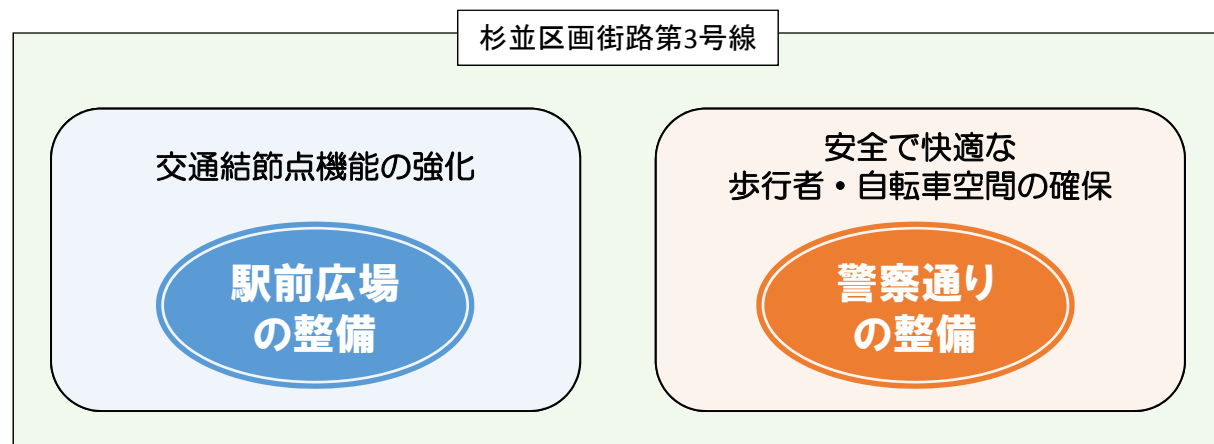 杉並区画街路第3号線
交通結節点機能の強化
駅前広場
の整備
安全で快適な
歩行者・自転車空間の確保
警察通り
の整備